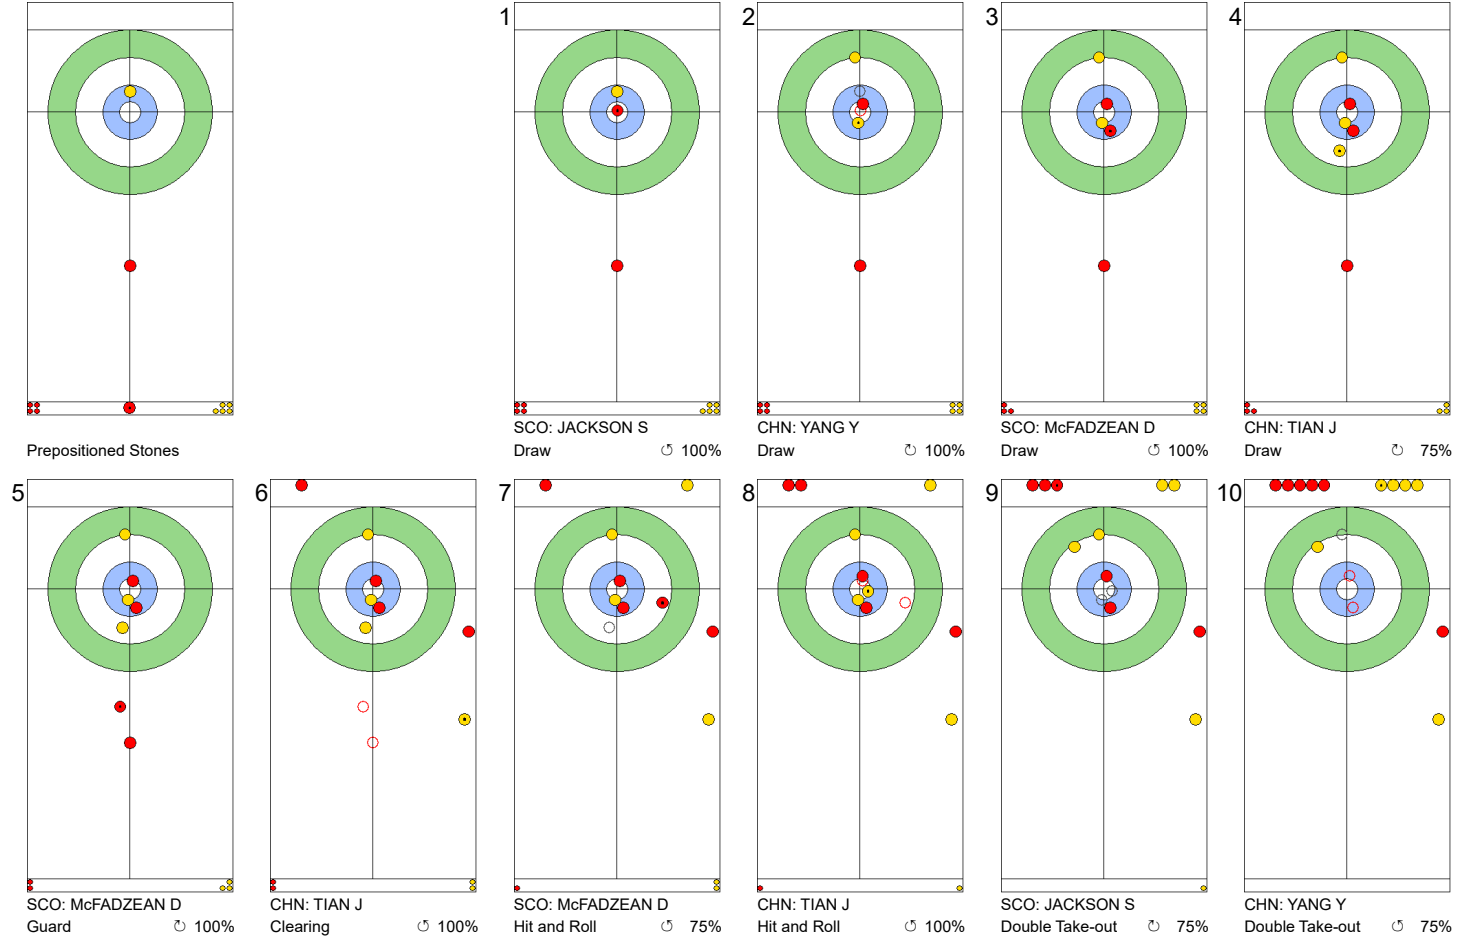 Prepositioned Stones
1
SCO: JACKSON S
Draw ↺ 100%
2
CHN: YANG Y
Draw ↻ 100%
3
SCO: McFADZEAN D
Draw ↺ 100%
4
CHN: TIAN J
Draw ↻ 75%
5
SCO: McFADZEAN D
Guard ↻ 100%
6
CHN: TIAN J
Clearing ↺ 100%
7
SCO: McFADZEAN D
Hit and Roll ↺ 75%
8
CHN: TIAN J
Hit and Roll ↺ 100%
9
SCO: JACKSON S
Double Take-out ↻ 75%
10
CHN: YANG Y
Double Take-out ↺ 75%